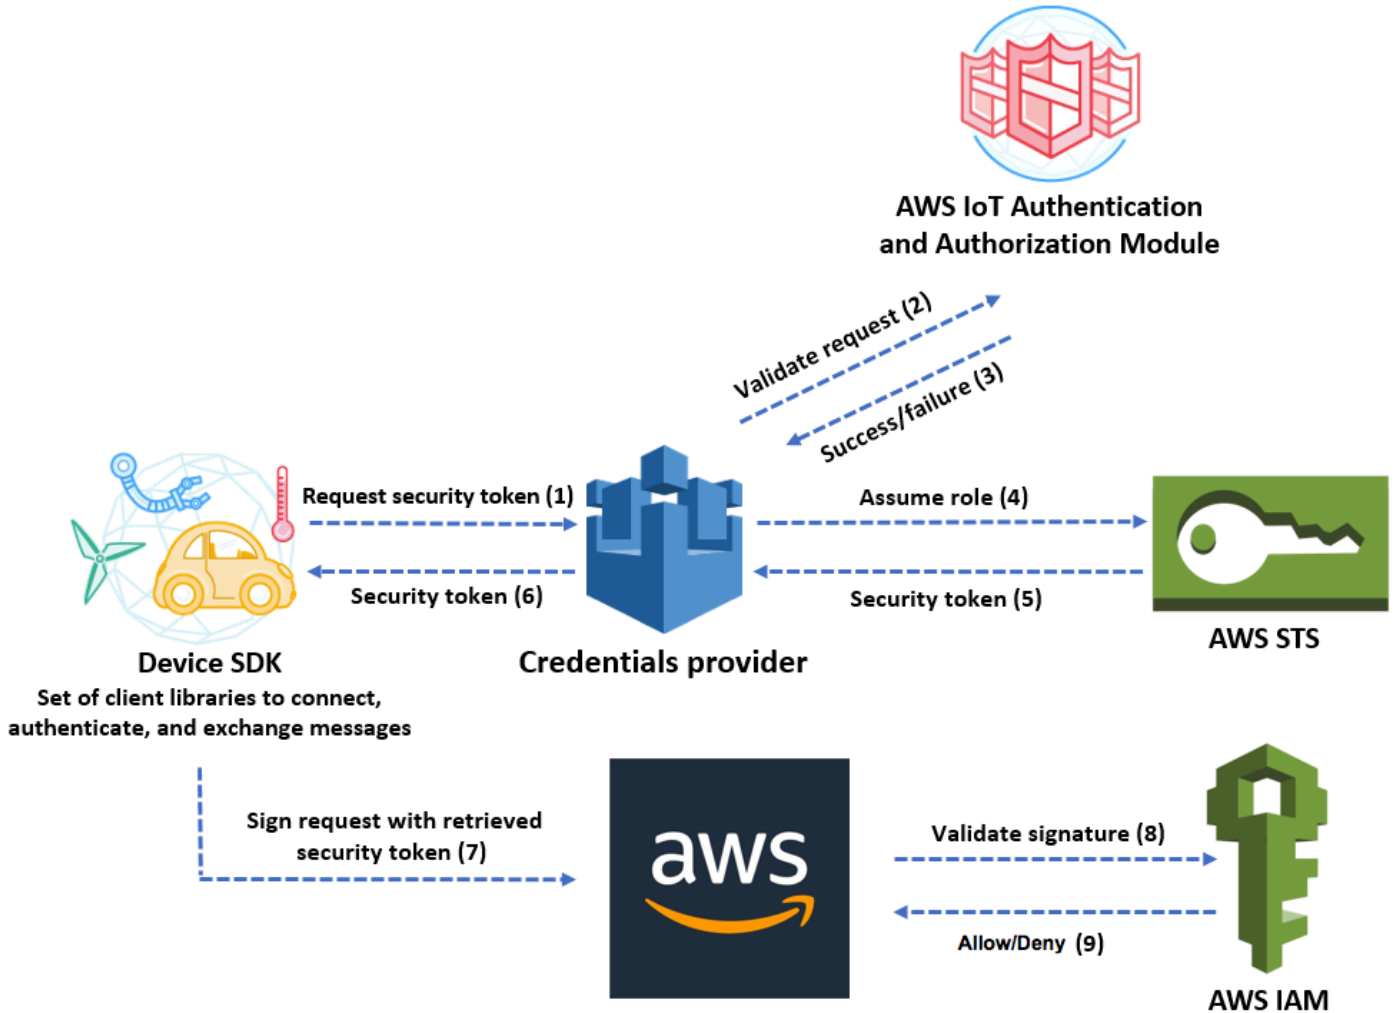 AWS IoT Authentication
and Authorization Module
Validate request (2)
Success/failure (3)
Request security token (1)
Assume role (4)
Security token (6)
Security token (5)
AWS STS
Device SDK
Credentials provider
Set of client libraries to connect,
authenticate, and exchange messages
Sign request with retrieved
security token (7)
aws
Validate signature (8)
Allow/Deny (9)
AWS IAM